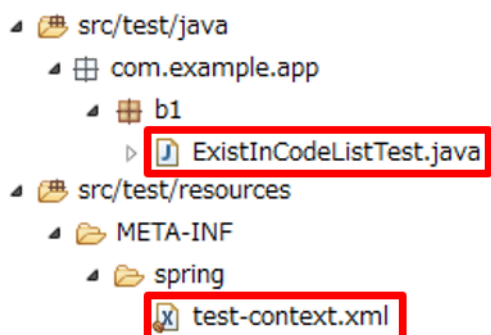 src/test/java
com.example.app
b1
ExistInCodeListTest.java
src/test/resources
META-INF
spring
test-context.xml